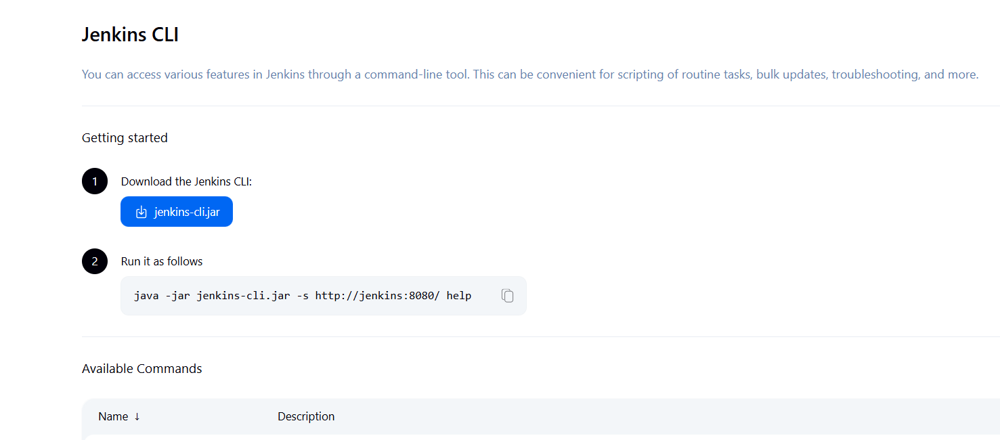 Jenkins CLI
You can access various features in Jenkins through a command-line tool. This can be convenient for scripting of routine tasks, bulk updates, troubleshooting, and more.
Getting started
1 Download the Jenkins CLI:
jenkins-cli.jar
2 Run it as follows
java -jar jenkins-cli.jar -s http://jenkins:8080/ help
Available Commands
Name ↓ Description